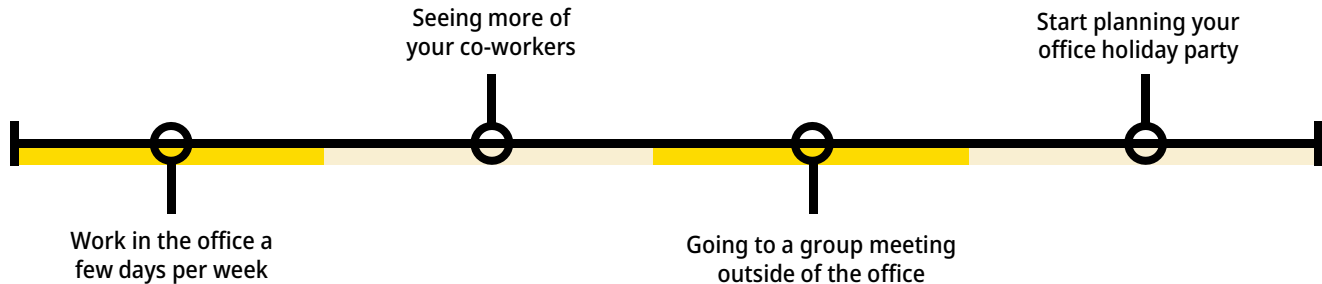 Seeing more of
your co-workers
Start planning your
office holiday party
Work in the office a
few days per week
Going to a group meeting
outside of the office